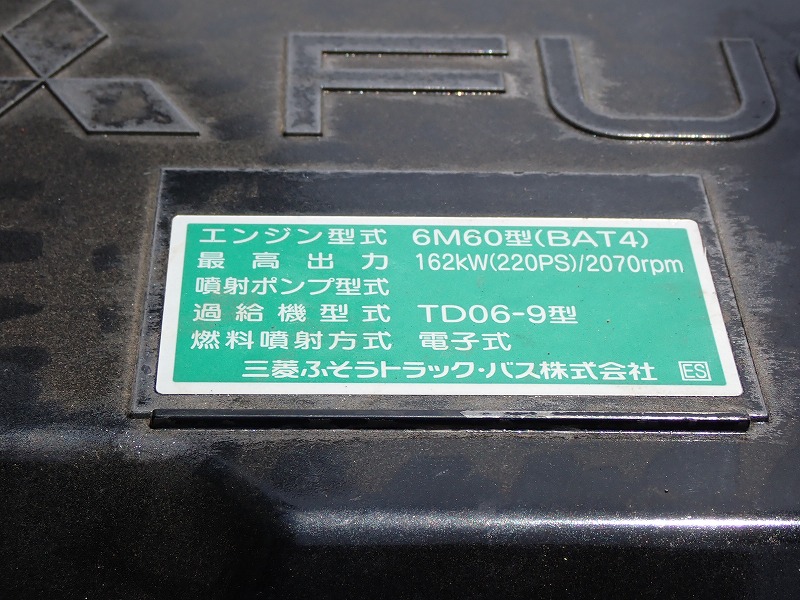 FU
エンジン型式 6M60型(BAT4)
最高出力 162kW(220PS)/2070rpm
噴射ポンプ型式
過給機型式 TD06-9型
燃料噴射方式 電子式
三菱ふそうトラック・バス株式会社 ES